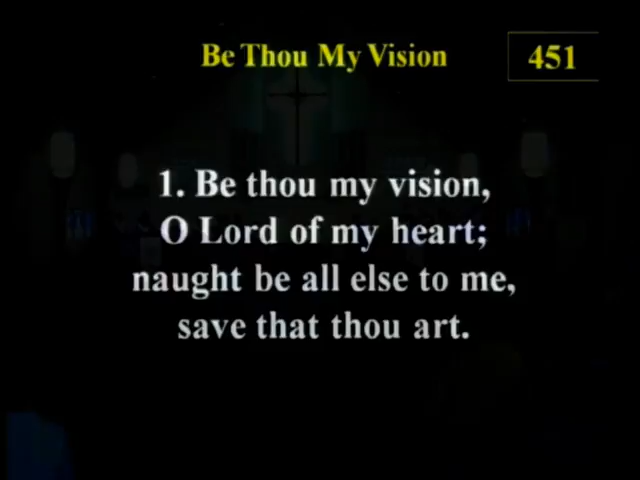 Be Thou My Vision
451
1. Be thou my vision,
O Lord of my heart;
naught be all else to me,
save that thou art.